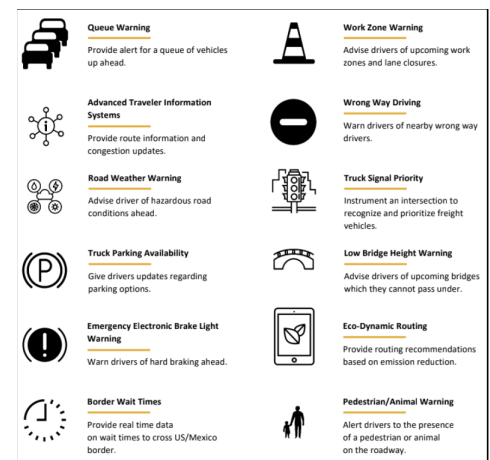 Queue Warning
Provide alert for a queue of vehicles
up ahead.
Advanced Traveler Information
Systems
Provide route information and
congestion updates.
Road Weather Warning
Advise driver of hazardous road
conditions ahead.
Truck Parking Availability
Give drivers updates regarding
parking options.
P
Emergency Electronic Brake Light
Warning
Warn drivers of hard braking ahead.
Border Wait Times
Provide real time data
on wait times to cross US/Mexico
border.
Work Zone Warning
Advise drivers of upcoming work
zones and lane closures.
Wrong Way Driving
Warn drivers of nearby wrong way
drivers.
Truck Signal Priority
Instrument an intersection to
recognize and prioritize freight
vehicles.
Low Bridge Height Warning
Advise drivers of upcoming bridges
which they cannot pass under.
Eco-Dynamic Routing
Provide routing recommendations
based on emission reduction.
Pedestrian/Animal Warning
Alert drivers to the presence
of a pedestrian or animal
on the roadway.